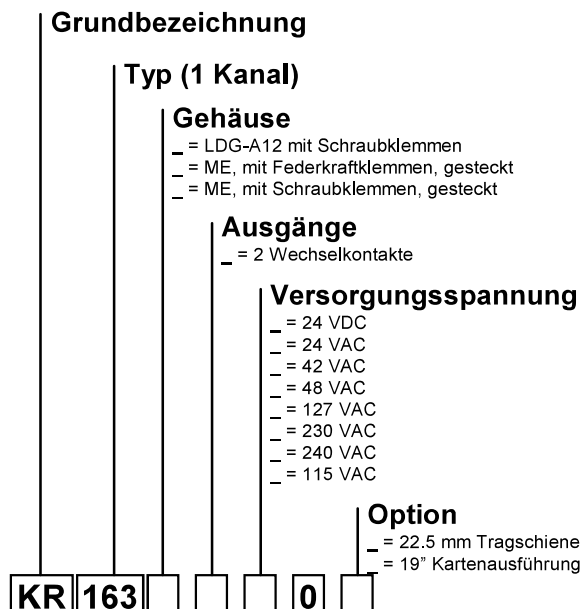 Grundbezeichnung
Typ (1 Kanal)
Gehäuse
_ = LDG-A12 mit Schraubklemmen
_ = ME, mit Federkraftklemmen, gesteckt
_ = ME, mit Schraubklemmen, gesteckt
Ausgänge
_ = 2 Wechselkontakte
Versorgungsspannung
_ = 24 VDC
_ = 24 VAC
_ = 42 VAC
_ = 48 VAC
_ = 127 VAC
_ = 230 VAC
_ = 240 VAC
_ = 115 VAC
Option
_ = 22.5 mm Tragschiene
_ = 19" Kartenausführung
KR 163 0